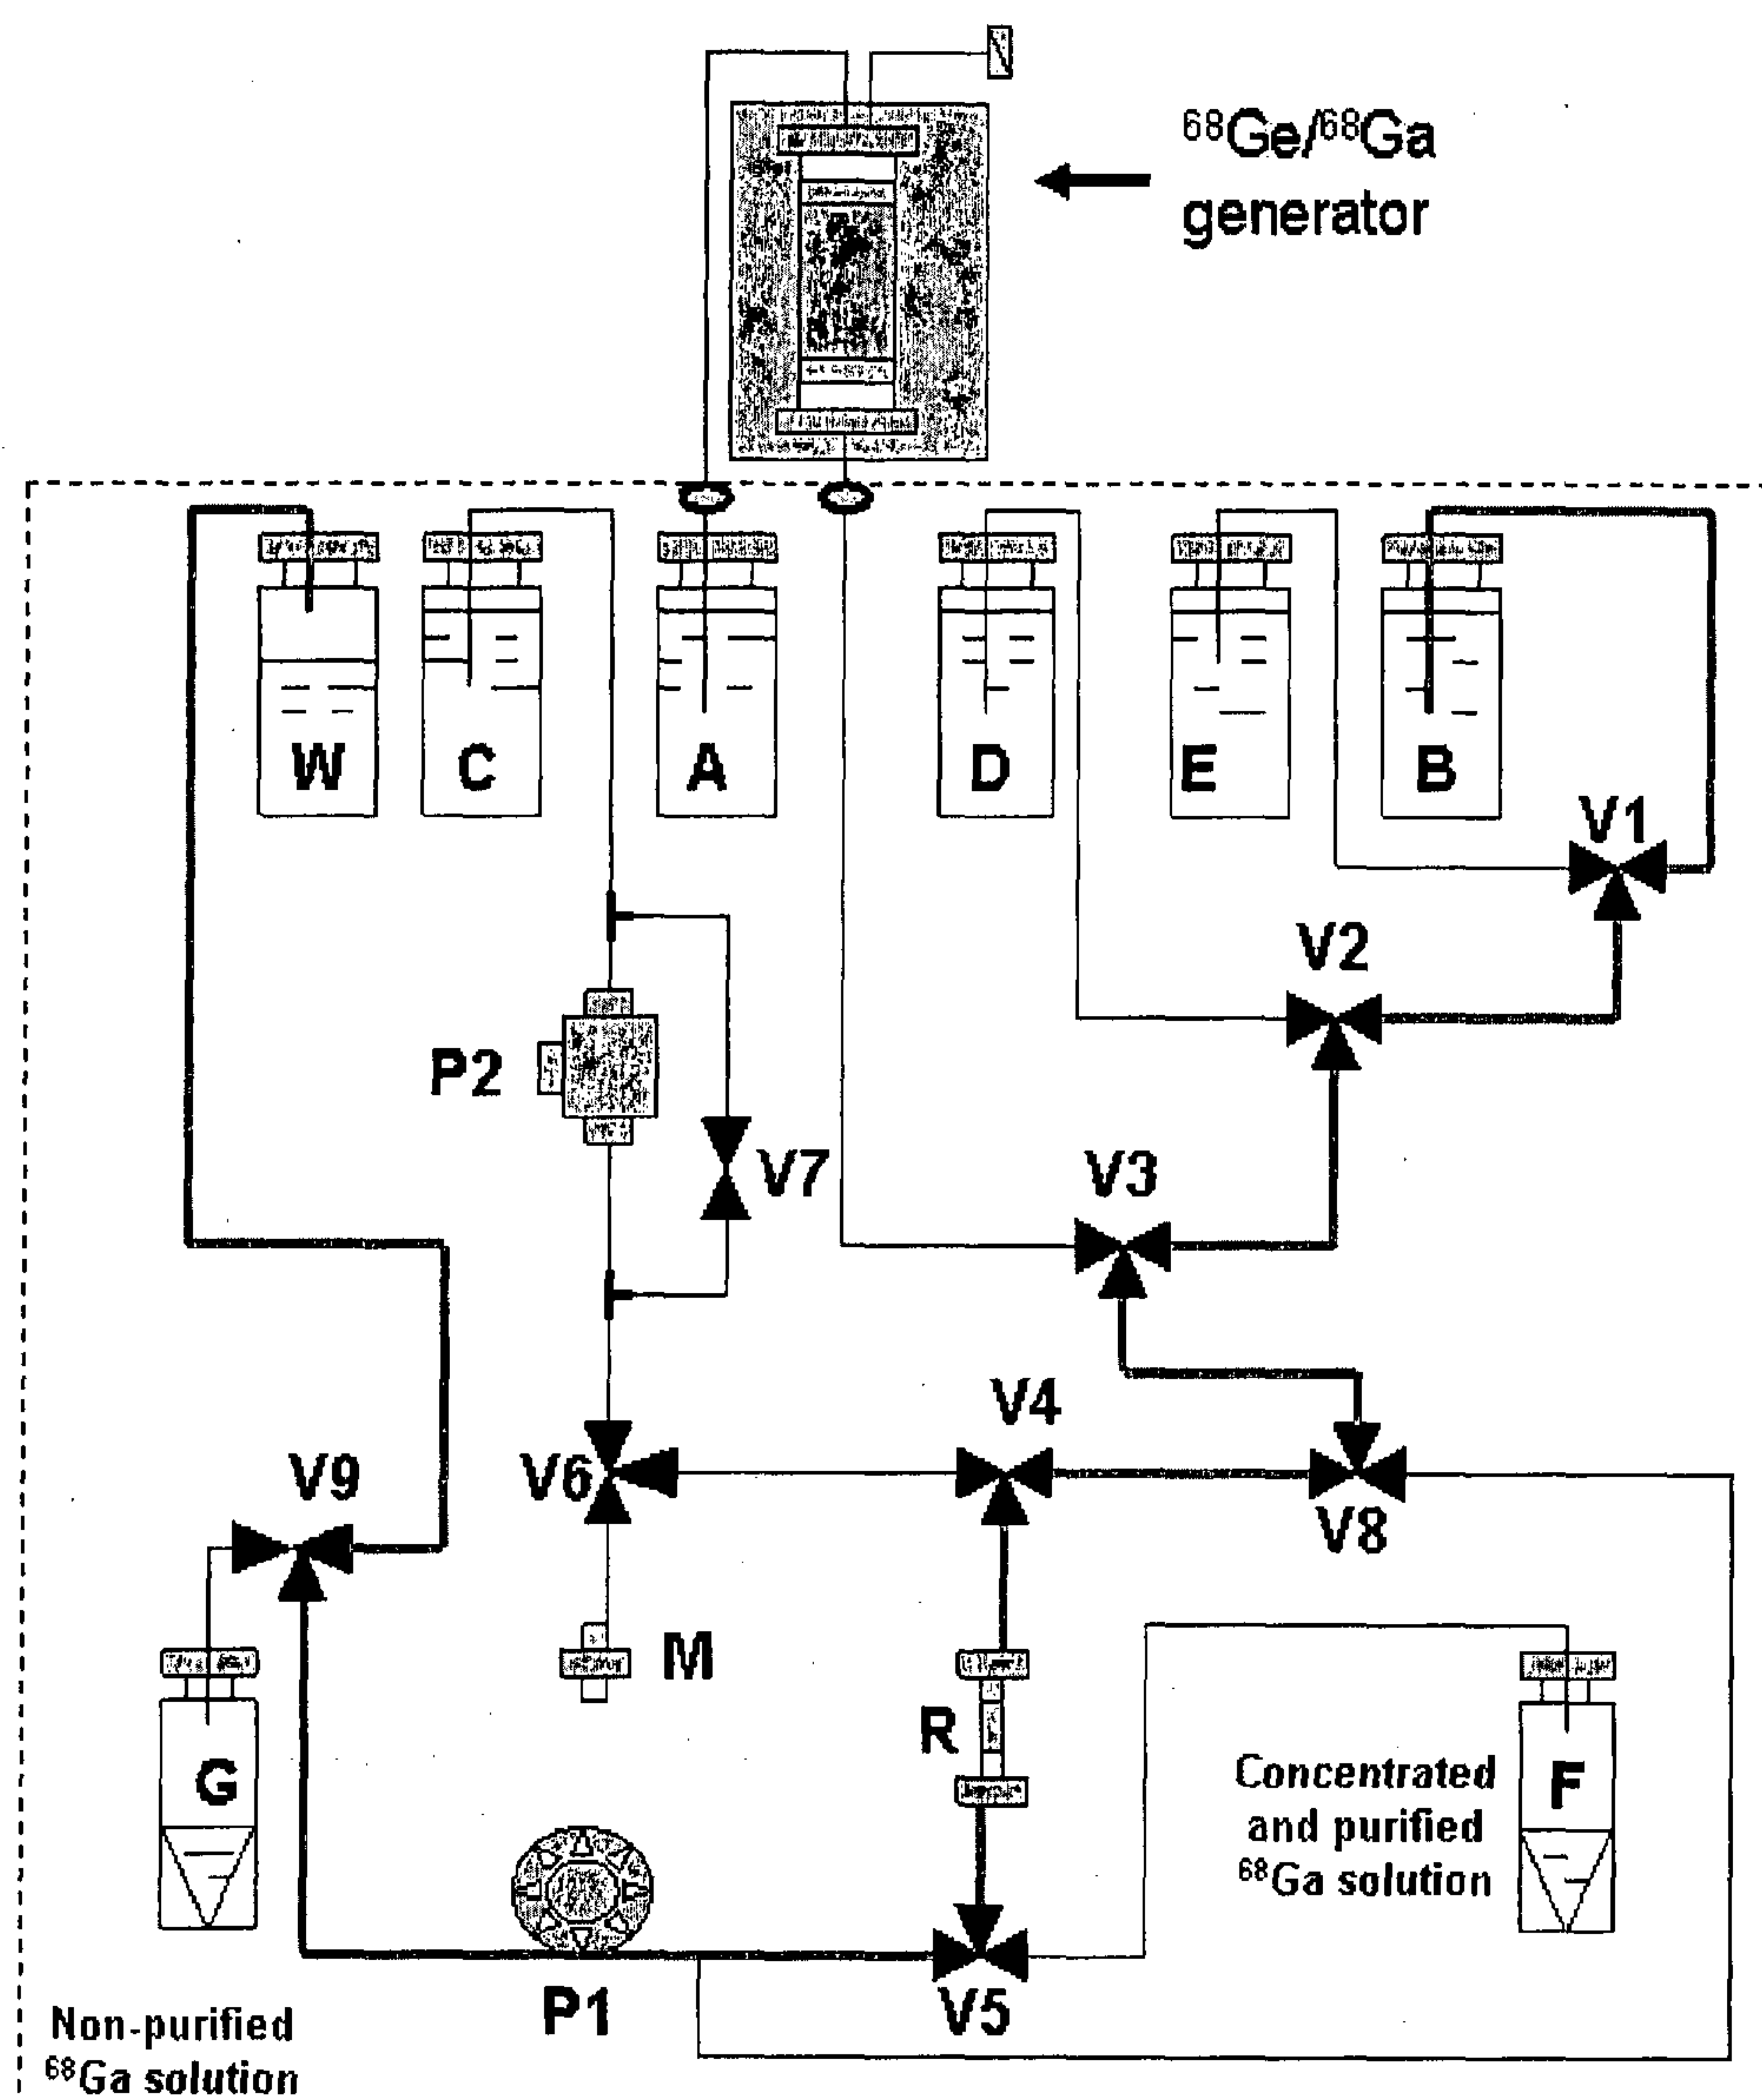 ⁶⁸Ge/⁶⁸Ga
generator
W
C
A
D
E
B
V1
V2
P2
V7
V3
V4
V9
V6
V8
M
R
G
F
Concentrated
and purified
⁶⁸Ga solution
P1
V5
Non-purified
⁶⁸Ga solution